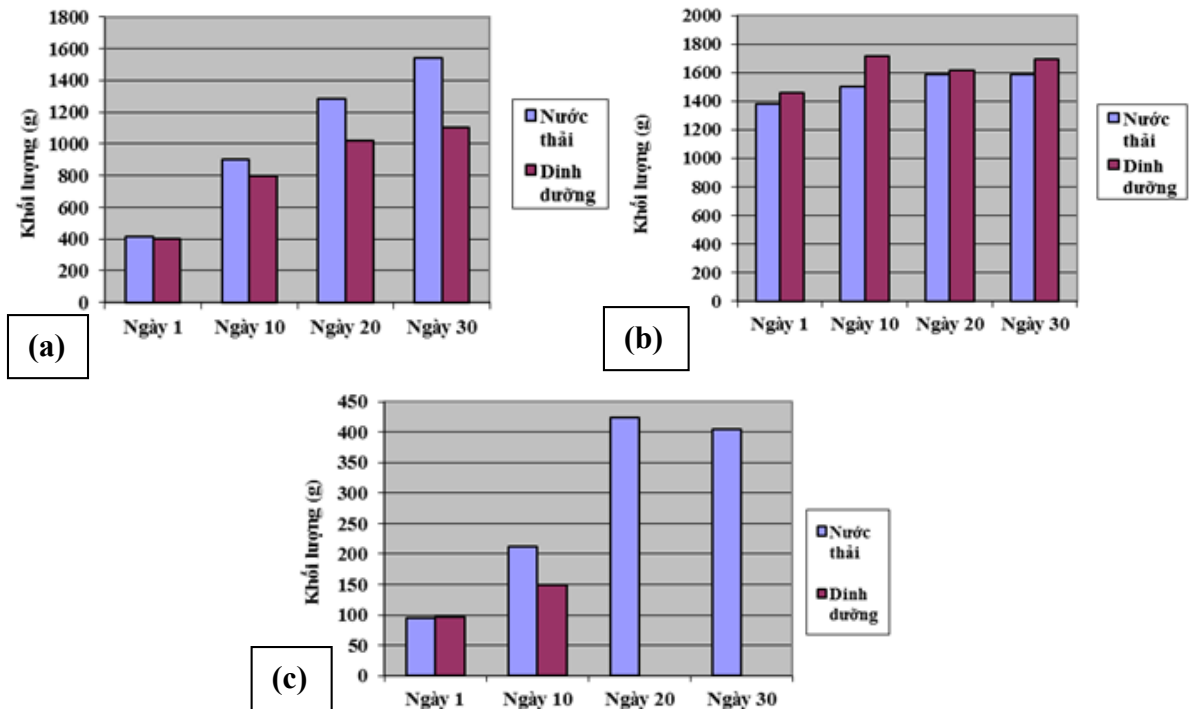 1800
1600
1400
1200
1000
800
600
400
200
0
Khối lượng (g)
Ngày 1 Ngày 10 Ngày 20 Ngày 30
Nước
thải
Dinh
dưỡng
(a)
2000
1800
1600
1400
1200
1000
800
600
400
200
0
Khối lượng (g)
Ngày 1 Ngày 10 Ngày 20 Ngày 30
Nước
thải
Dinh
dưỡng
(b)
450
400
350
300
250
200
150
100
50
0
Khối lượng (g)
Ngày 1 Ngày 10 Ngày 20 Ngày 30
Nước
thải
Dinh
dưỡng
(c)